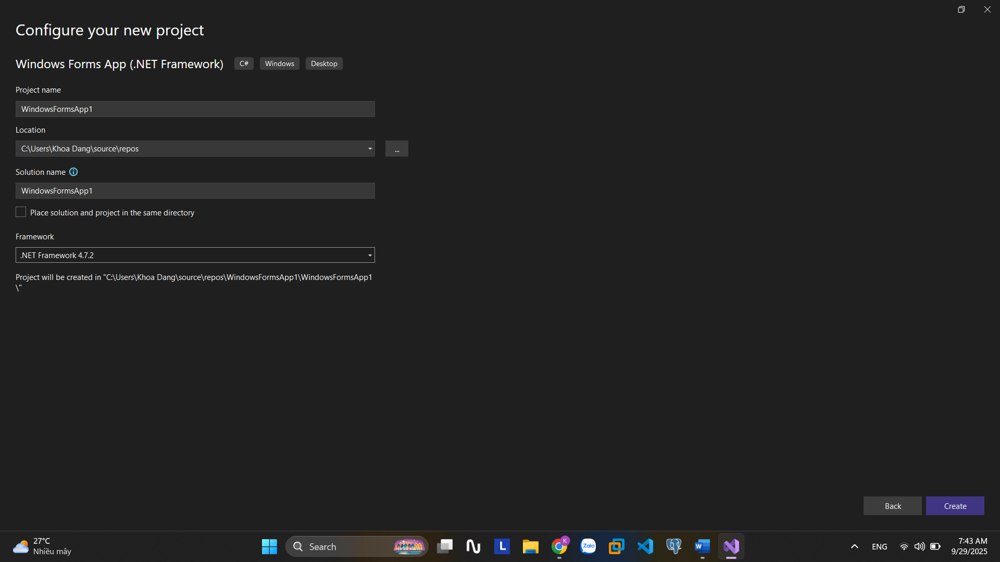 Configure your new project
Windows Forms App (.NET Framework) C# Windows Desktop
Project name
WindowsFormsApp1
Location
C:\Users\Khoa Dang\source\repos
...
Solution name
WindowsFormsApp1
Place solution and project in the same directory
Framework
.NET Framework 4.7.2
Project will be created in "C:\Users\Khoa Dang\source\repos\WindowsFormsApp1\WindowsFormsApp1
\"
Back Create
27°C
Nhiều mây
Search
L
K
Zalo
W
ENG
7:43 AM
9/29/2025